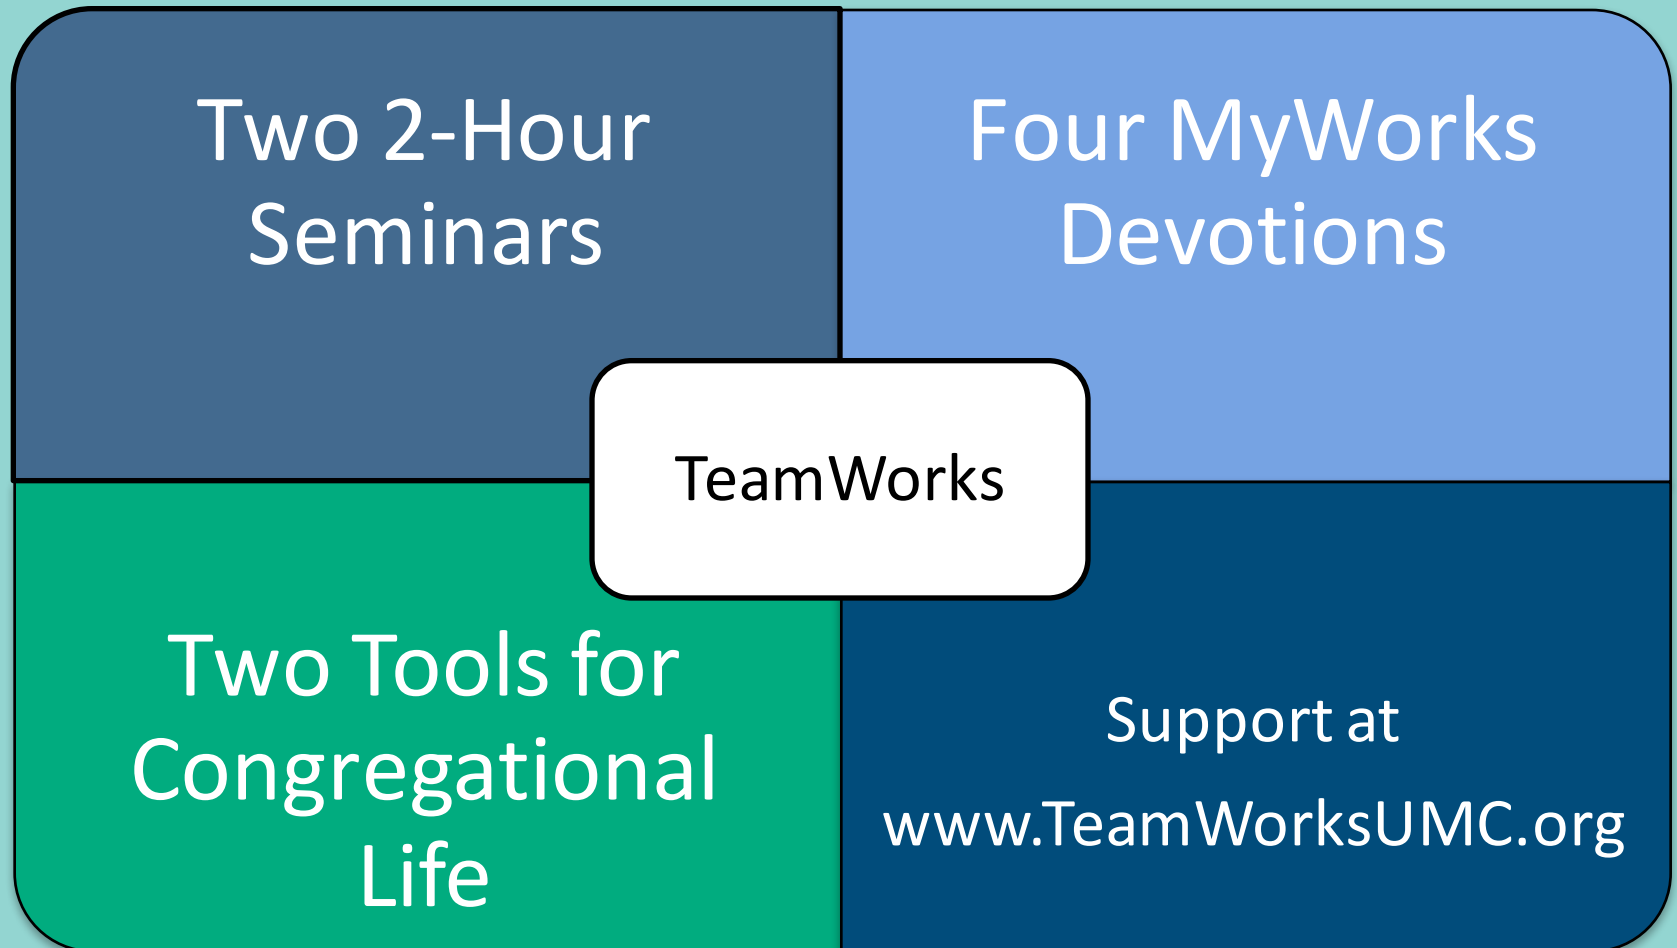 Two 2-Hour
Seminars
Four MyWorks
Devotions
TeamWorks
Two Tools for
Congregational
Life
Support at
www.TeamWorksUMC.org